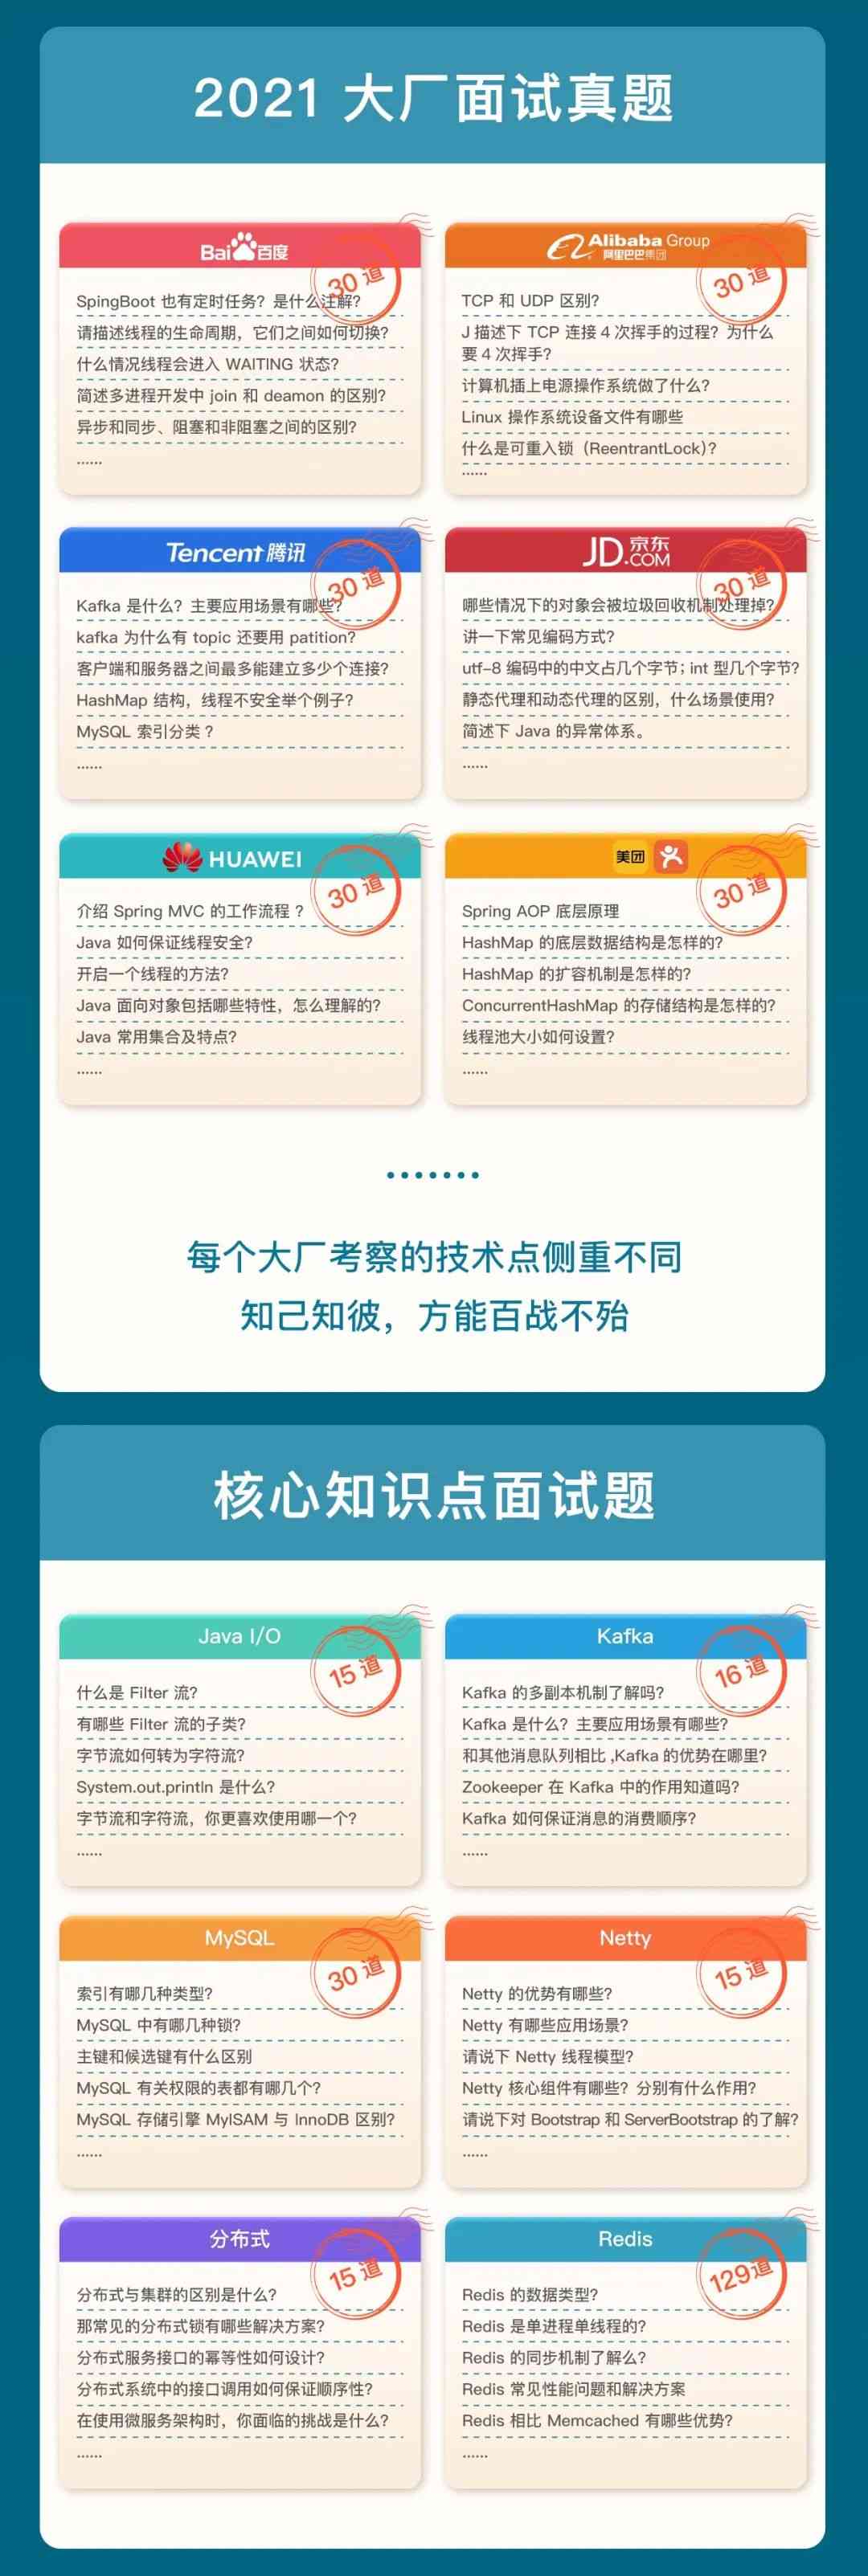 2021 大厂面试真题
Bai百度
30 道
SpingBoot 也有定时任务？是什么注解？
请描述线程的生命周期，它们之间如何切换？
什么情况线程会进入 WAITING 状态？
简述多进程开发中 join 和 deamon 的区别？
异步和同步、阻塞和非阻塞之间的区别？
......
Alibaba Group
阿里巴巴集团
30 道
TCP 和 UDP 区别？
J 描述下 TCP 连接 4 次挥手的过程？为什么
要 4 次挥手？
计算机插上电源操作系统做了什么？
Linux 操作系统设备文件有哪些
什么是可重入锁（ReentrantLock）？
......
Tencent 腾讯
30 道
Kafka 是什么？主要应用场景有哪些？
kafka 为什么有 topic 还要用 patition？
客户端和服务器之间最多能建立多少个连接？
HashMap 结构，线程不安全举个例子？
MySQL 索引分类 ？
......
JD.COM 京东
30 道
哪些情况下的对象会被垃圾回收机制处理掉？
讲一下常见编码方式？
utf-8 编码中的中文占几个字节；int 型几个字节？
静态代理和动态代理的区别，什么场景使用？
简述下 Java 的异常体系。
......
HUAWEI
30 道
介绍 Spring MVC 的工作流程 ？
Java 如何保证线程安全？
开启一个线程的方法？
Java 面向对象包括哪些特性，怎么理解的？
Java 常用集合及特点？
......
美团
30 道
Spring AOP 底层原理
HashMap 的底层数据结构是怎样的？
HashMap 的扩容机制是怎样的？
ConcurrentHashMap 的存储结构是怎样的？
线程池大小如何设置？
......
·······
每个大厂考察的技术点侧重不同
知己知彼，方能百战不殆
核心知识点面试题
Java I/O
15 道
什么是 Filter 流？
有哪些 Filter 流的子类？
字节流如何转为字符流？
System.out.println 是什么？
字节流和字符流，你更喜欢使用哪一个？
......
Kafka
16 道
Kafka 的多副本机制了解吗？
Kafka 是什么？主要应用场景有哪些？
和其他消息队列相比 ,Kafka 的优势在哪里？
Zookeeper 在 Kafka 中的作用知道吗？
Kafka 如何保证消息的消费顺序？
......
MySQL
30 道
索引有哪几种类型？
MySQL 中有哪几种锁？
主键和候选键有什么区别
MySQL 有关权限的表都有哪几个？
MySQL 存储引擎 MyISAM 与 InnoDB 区别？
......
Netty
15 道
Netty 的优势有哪些？
Netty 有哪些应用场景？
请说下 Netty 线程模型？
Netty 核心组件有哪些？分别有什么作用？
请说下对 Bootstrap 和 ServerBootstrap 的了解？
......
分布式
15 道
分布式与集群的区别是什么？
那常见的分布式锁有哪些解决方案？
分布式服务接口的幂等性如何设计？
分布式系统中的接口调用如何保证顺序性？
在使用微服务架构时，你面临的挑战是什么？
......
Redis
129道
Redis 的数据类型？
Redis 是单进程单线程的？
Redis 的同步机制了解么？
Redis 常见性能问题和解决方案
Redis 相比 Memcached 有哪些优势？
......